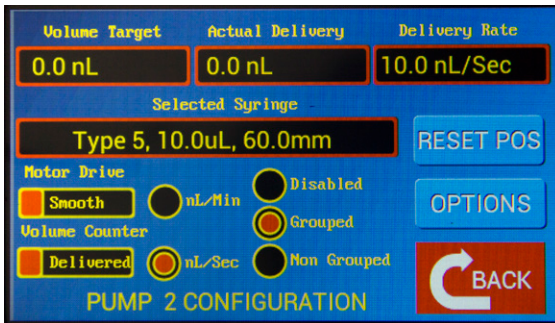 Volume Target Actual Delivery Delivery Rate
0.0 nL 0.0 nL 10.0 nL/Sec
Selected Syringe
Type 5, 10.0uL, 60.0mm RESET POS
Motor Drive
Smooth nL/Min Disabled
OPTIONS
Grouped
Volume Counter
Delivered nL/Sec Non Grouped
BACK
PUMP 2 CONFIGURATION